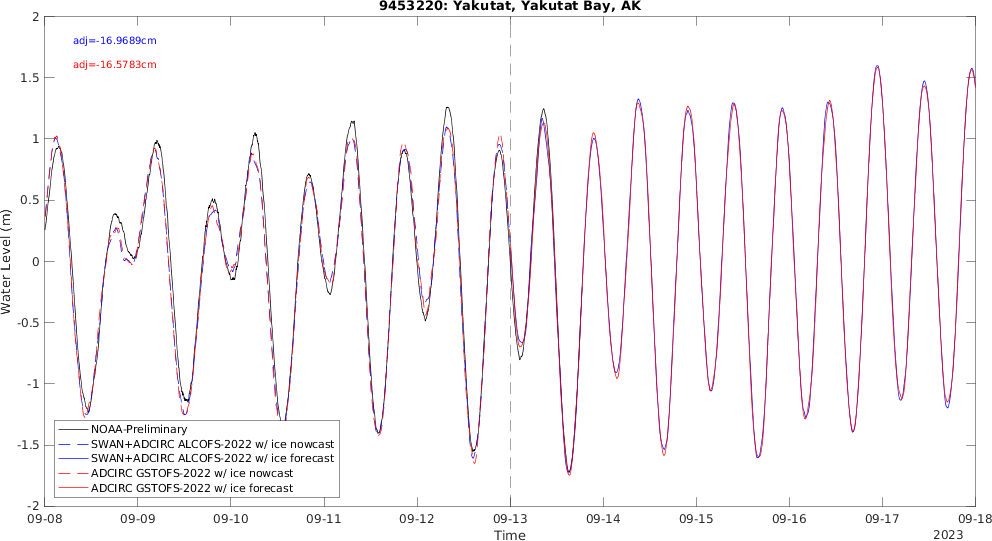 9453220: Yakutat, Yakutat Bay, AK
adj=-16.9689cm
adj=-16.5783cm
Water Level (m)
2
1.5
1
0.5
0
-0.5
-1
-1.5
-2
NOAA-Preliminary
SWAN+ADCIRC ALCOFS-2022 w/ ice nowcast
SWAN+ADCIRC ALCOFS-2022 w/ ice forecast
ADCIRC GSTOFS-2022 w/ ice nowcast
ADCIRC GSTOFS-2022 w/ ice forecast
09-08 09-09 09-10 09-11 09-12 09-13 09-14 09-15 09-16 09-17 09-18
Time
2023